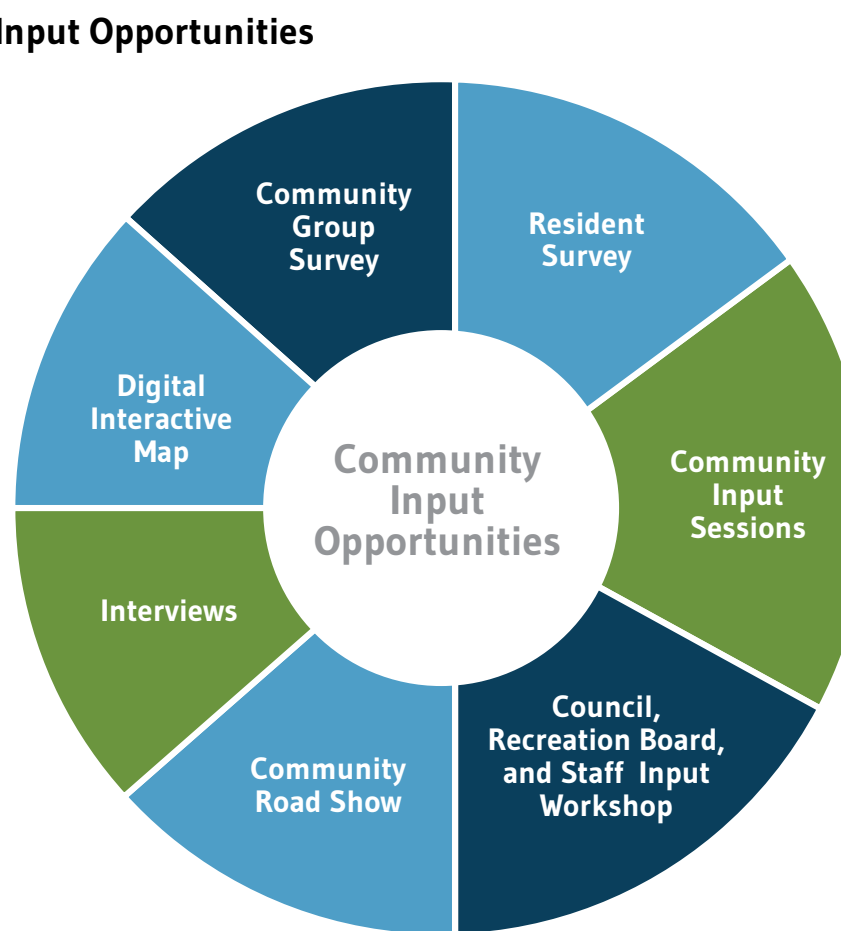 Input Opportunities
Community
Group
Survey
Resident
Survey
Digital
Interactive
Map
Community
Input
Opportunities
Community
Input
Sessions
Interviews
Council,
Recreation Board,
and Staff Input
Workshop
Community
Road Show